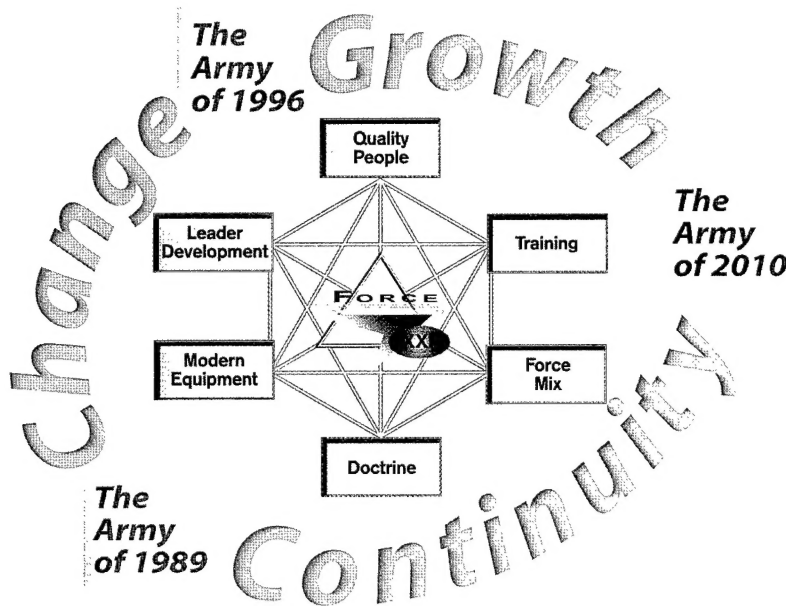 The
Army
of 1996
Growth
Change
Quality
People
Leader
Development
Training
The
Army
of 2010
FORCE
XXI
Modern
Equipment
Force
Mix
Doctrine
The
Army
of 1989
Continuity